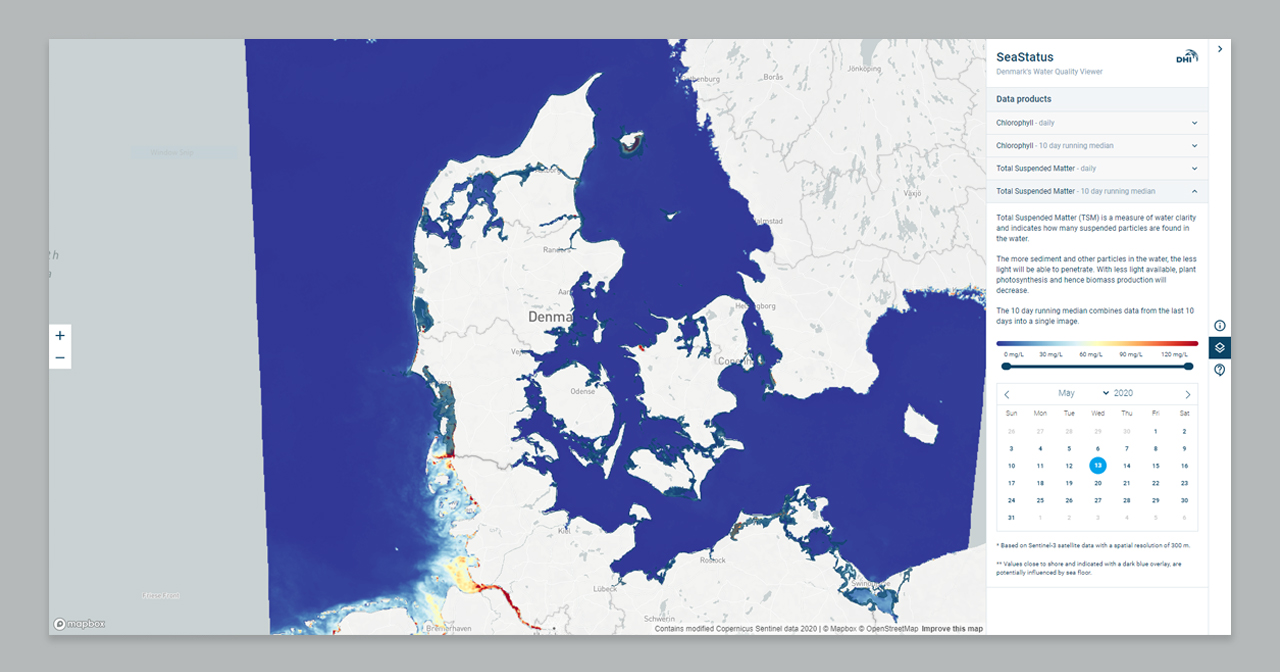 SeaStatus
DHI
Denmark's Water Quality Viewer
Data products
Chlorophyll - daily
Chlorophyll - 10 day running median
Total Suspended Matter - daily
Total Suspended Matter - 10 day running median
Total Suspended Matter (TSM) is a measure of water clarity
and indicates how many suspended particles are found in
the water.
The more sediment and other particles in the water, the less
light will be able to penetrate. With less light available, plant
photosynthesis and hence biomass production will
decrease.
The 10 day running median combines data from the last 10
days into a single image.
0 mg/L 30 mg/L 60 mg/L 90 mg/L 120 mg/L
May 2020
Sun Mon Tue Wed Thu Fri Sat
26 27 28 29 30 1 2
3 4 5 6 7 8 9
10 11 12 13 14 15 16
17 18 19 20 21 22 23
24 25 26 27 28 29 30
31 1 2 3 4 5 6
* Based on Sentinel-3 satellite data with a spatial resolution of 300 m.
** Values close to shore and indicated with a dark blue overlay, are
potentially influenced by sea floor.
Borås
Jönköping
Växjö
Randers
Denma
Odense
Kiel
Lübeck
Rostock
Schwerin
Bremerhaven
+
−
mapbox
Contains modified Copernicus Sentinel data 2020 | © Mapbox © OpenStreetMap Improve this map